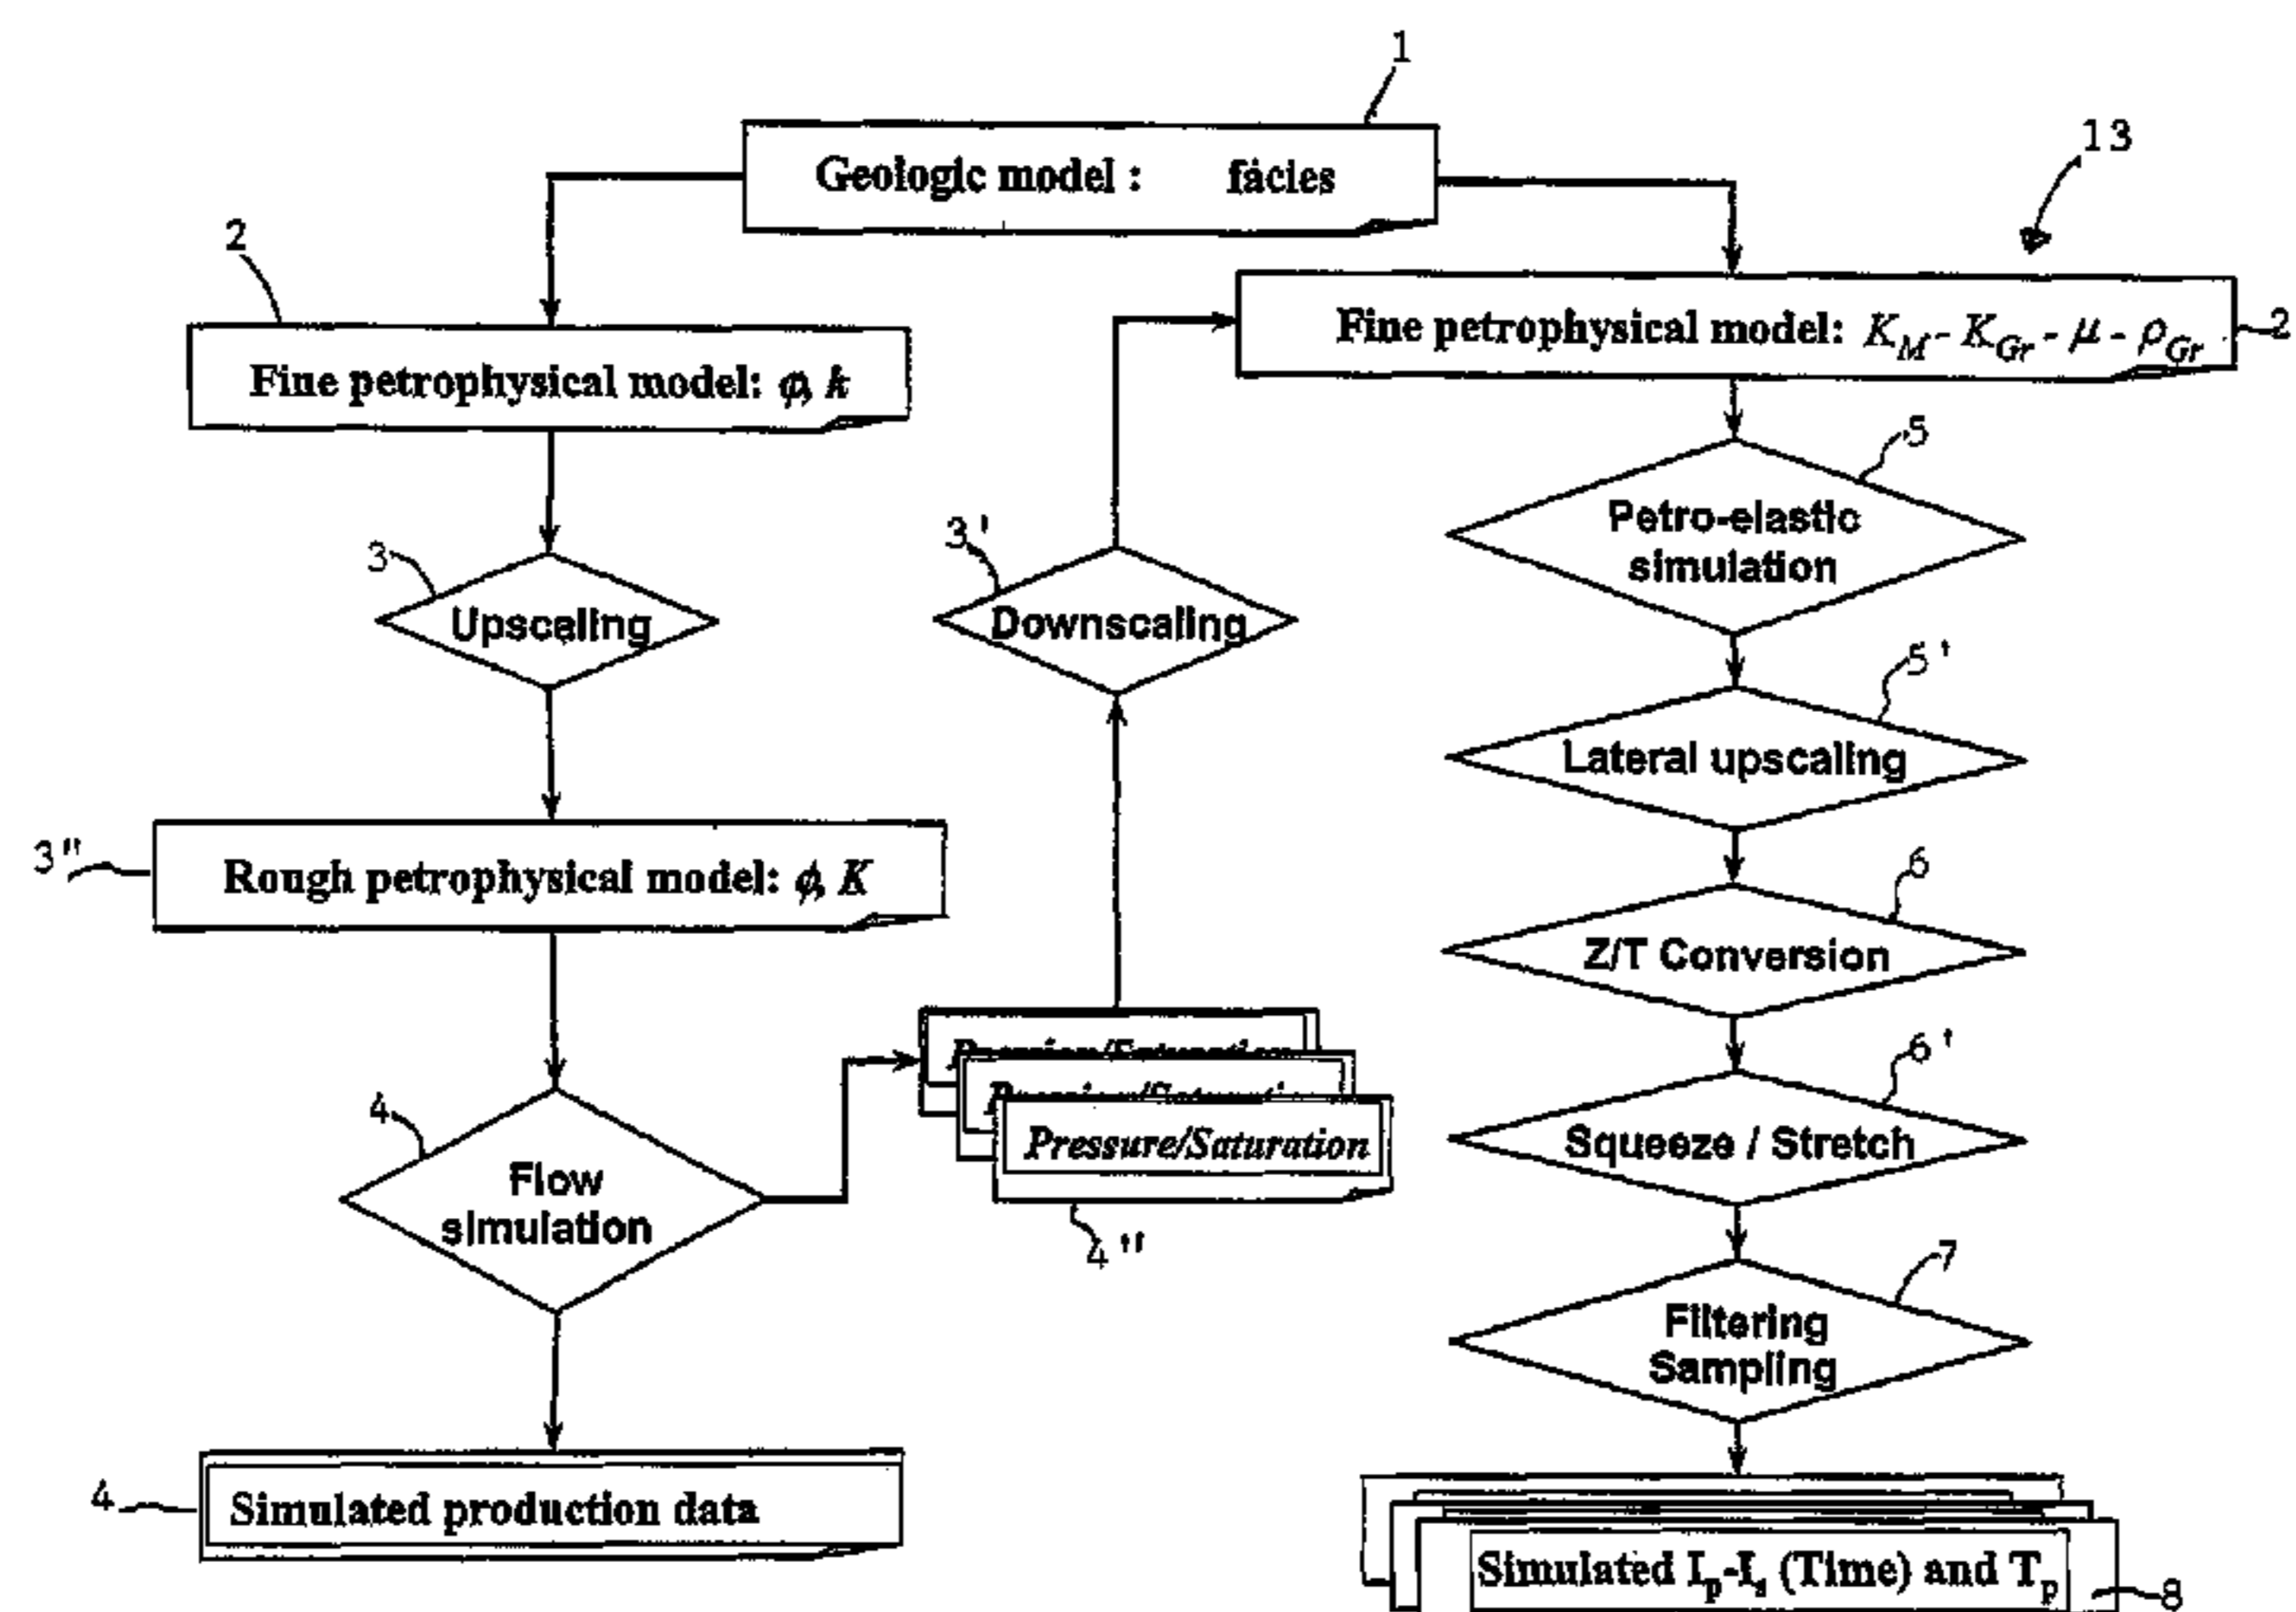 1
Geologic model : facies
13
2
Fine petrophysical model: φ, k
Fine petrophysical model: K_M - K_Gr - μ - ρ_Gr
2
3
Upscaling
3'
Downscaling
5
Petro-elastic
simulation
5'
Lateral upscaling
3"
Rough petrophysical model: ϕ, K
6
Z/T Conversion
4
Flow
simulation
Pressure/Saturation
4"
6'
Squeeze / Stretch
7
Filtering
Sampling
4
Simulated production data
Simulated I_p-I_s (Time) and T_p
8